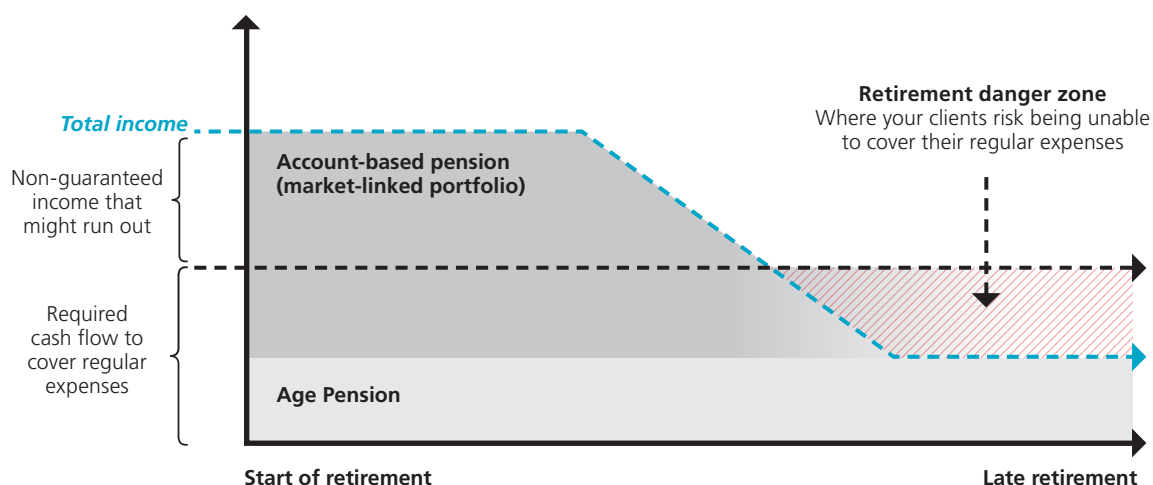 Retirement danger zone
Where your clients risk being unable
to cover their regular expenses
Total income
Account-based pension
(market-linked portfolio)
Non-guaranteed
income that
might run out
Required
cash flow to
cover regular
expenses
Age Pension
Start of retirement
Late retirement